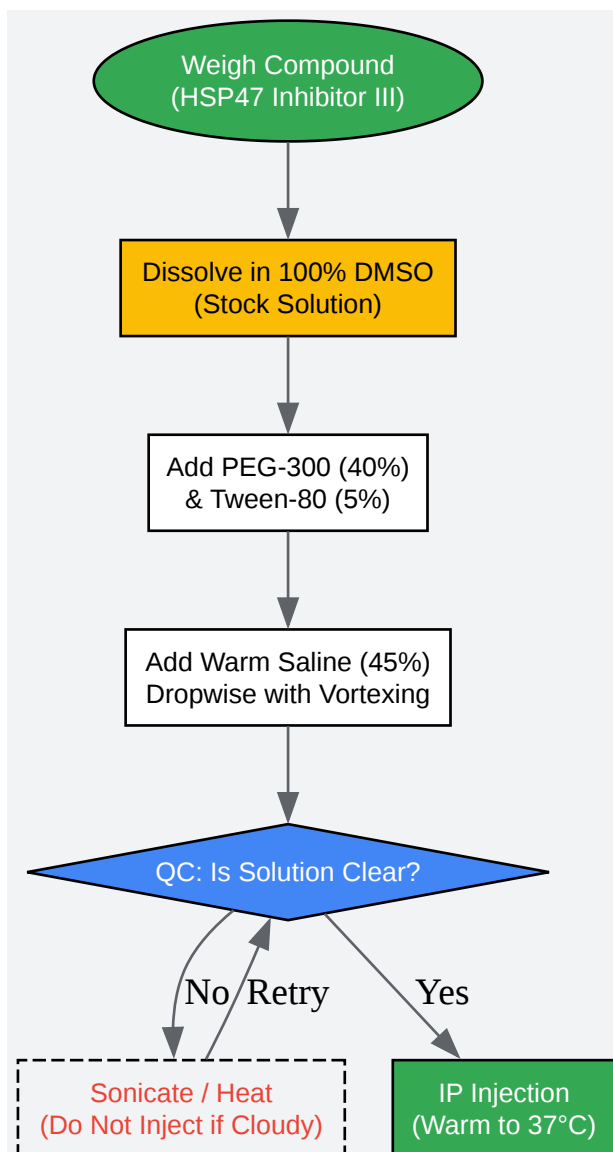 Weigh Compound
(HSP47 Inhibitor III)
Dissolve in 100% DMSO
(Stock Solution)
Add PEG-300 (40%)
& Tween-80 (5%)
Add Warm Saline (45%)
Dropwise with Vortexing
QC: Is Solution Clear?
No Retry Yes
Sonicate / Heat
(Do Not Inject if Cloudy)
IP Injection
(Warm to 37°C)